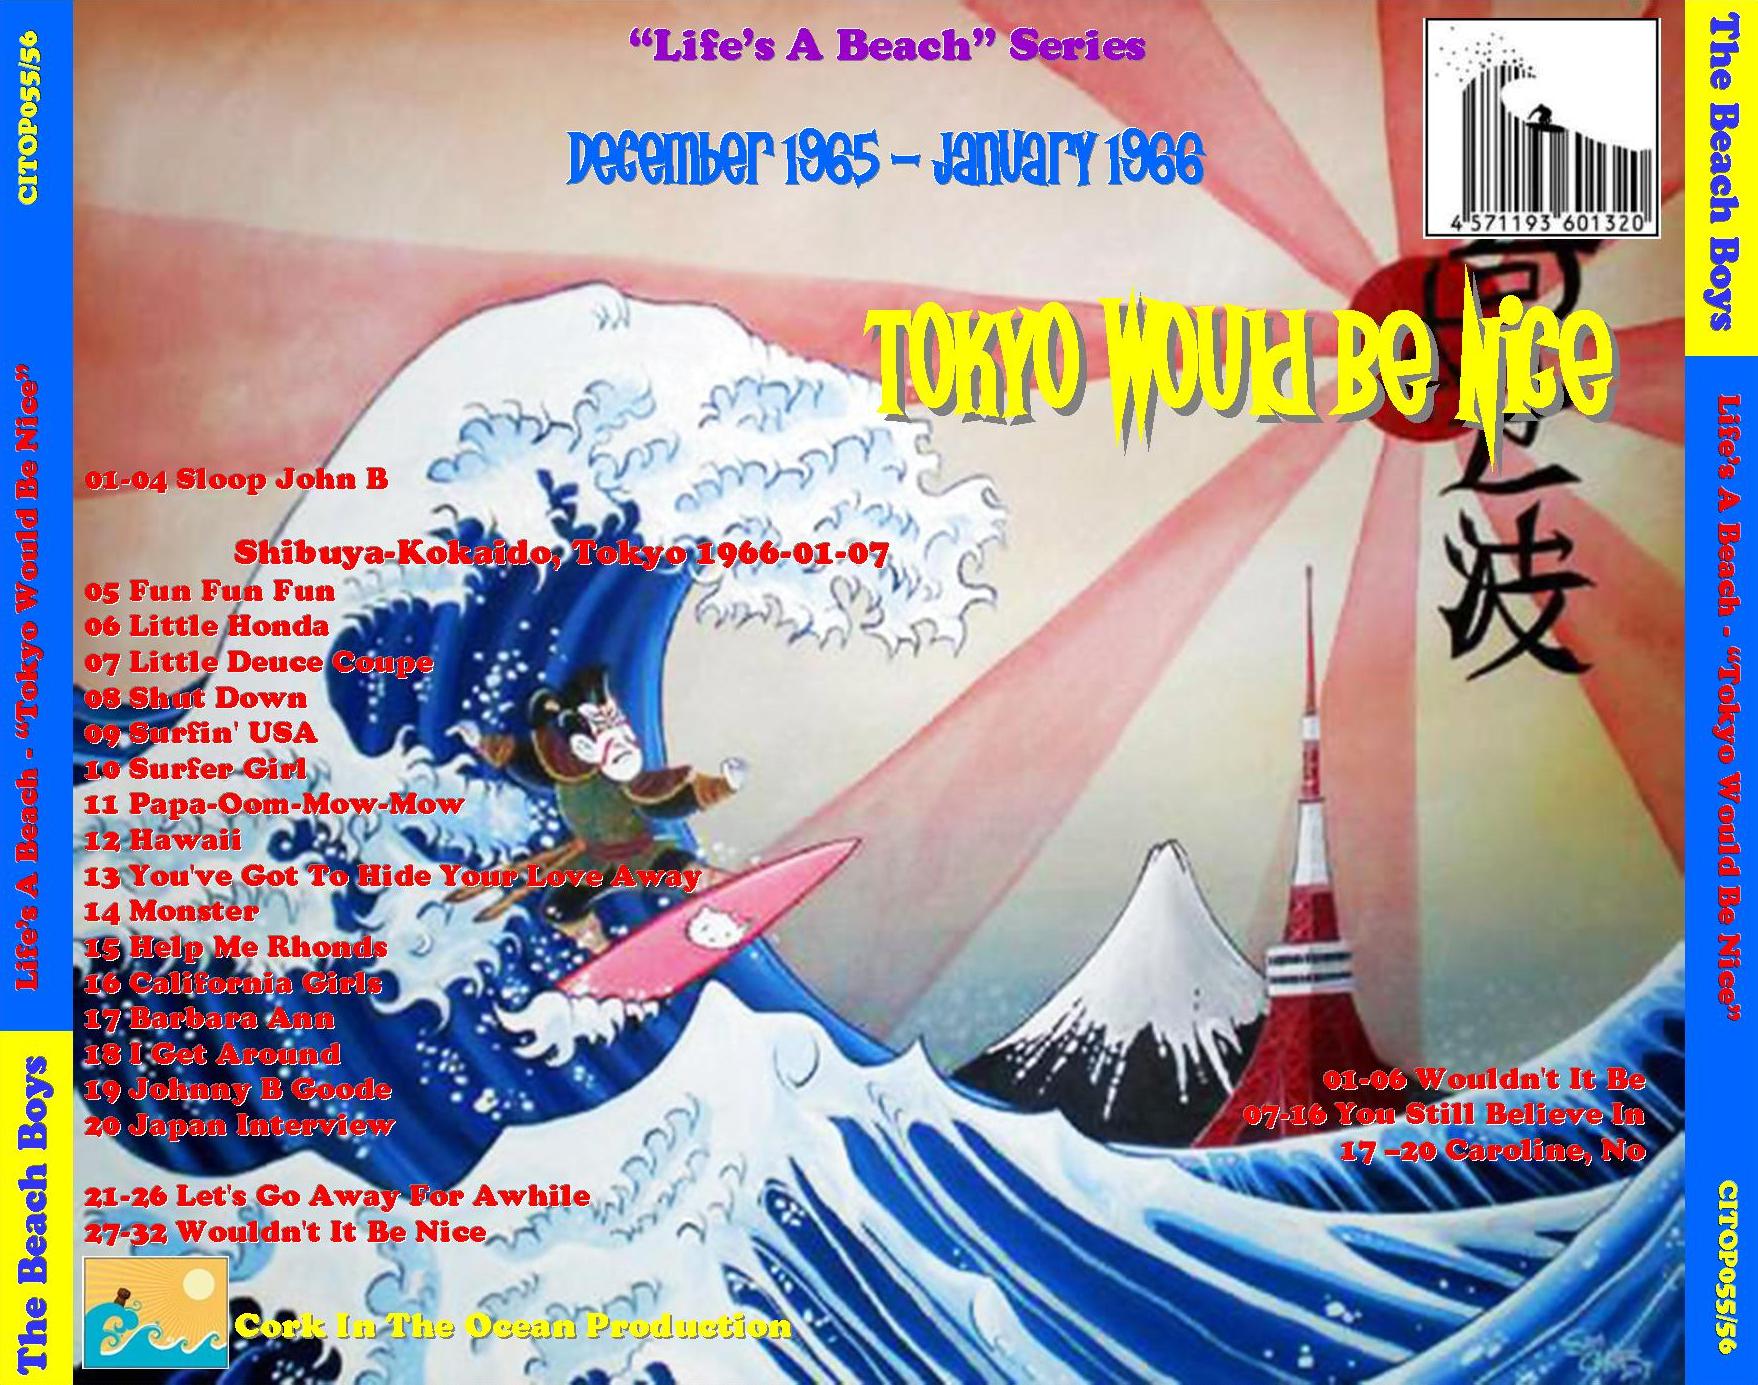 CITOP055/56
Life's A Beach - “Tokyo Would Be Nice”
The Beach Boys
“Life’s A Beach” Series
December 1965 – January 1966
4 571193 601320
Tokyo Would Be Nice
波
01-04 Sloop John B
Shibuya-Kokaido, Tokyo 1966-01-07
05 Fun Fun Fun
06 Little Honda
07 Little Deuce Coupe
08 Shut Down
09 Surfin' USA
10 Surfer Girl
11 Papa-Oom-Mow-Mow
12 Hawaii
13 You've Got To Hide Your Love Away
14 Monster
15 Help Me Rhonds
16 California Girls
17 Barbara Ann
18 I Get Around
19 Johnny B Goode
20 Japan Interview
21-26 Let's Go Away For Awhile
27-32 Wouldn't It Be Nice
01-06 Wouldn't It Be
07-16 You Still Believe In
17 –20 Caroline, No
Cork In The Ocean Production
The Beach Boys
Life's A Beach - “Tokyo Would Be Nice”
CITOP055/56